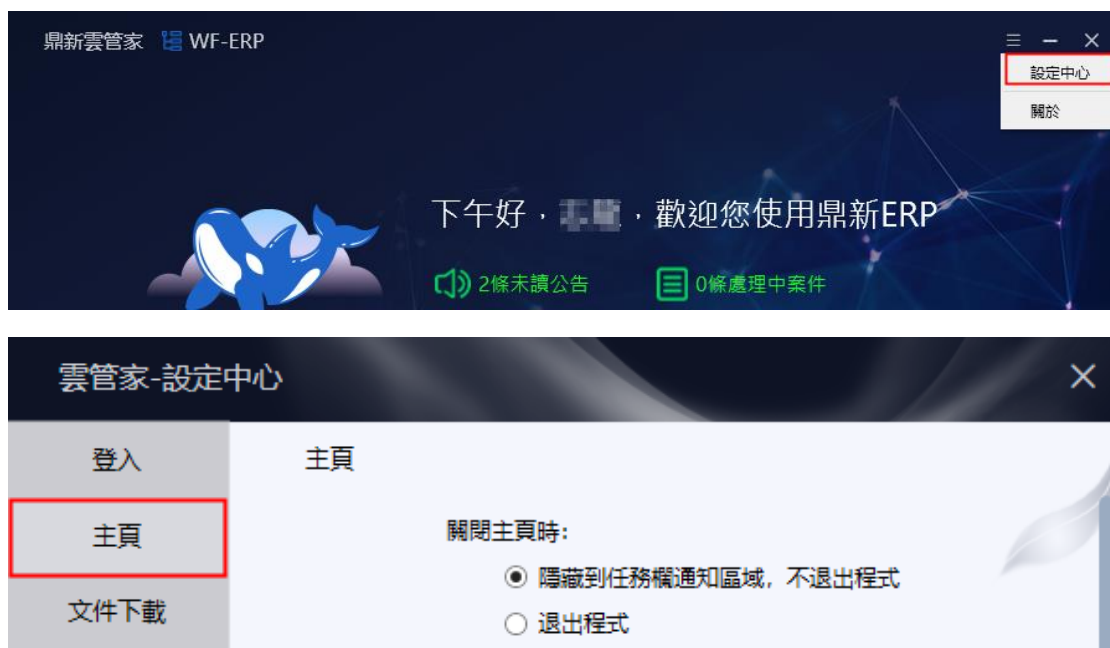 鼎新雲管家 WF-ERP
設定中心
關於
下午好，，歡迎您使用鼎新ERP
2條未讀公告 0條處理中案件
雲管家-設定中心
登入 主頁
主頁
關閉主頁時:
隱藏到任務欄通知區域, 不退出程式
文件下載
退出程式